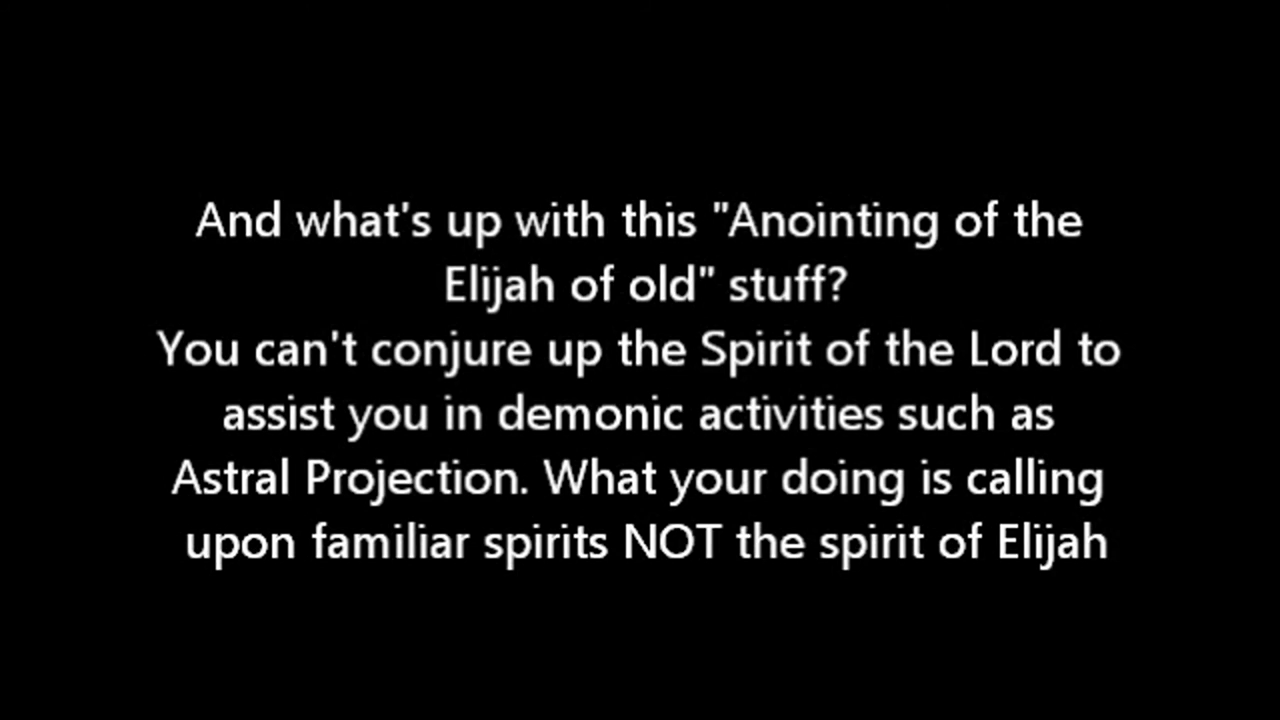 And what's up with this "Anointing of the
Elijah of old" stuff?
You can't conjure up the Spirit of the Lord to
assist you in demonic activities such as
Astral Projection. What your doing is calling
upon familiar spirits NOT the spirit of Elijah